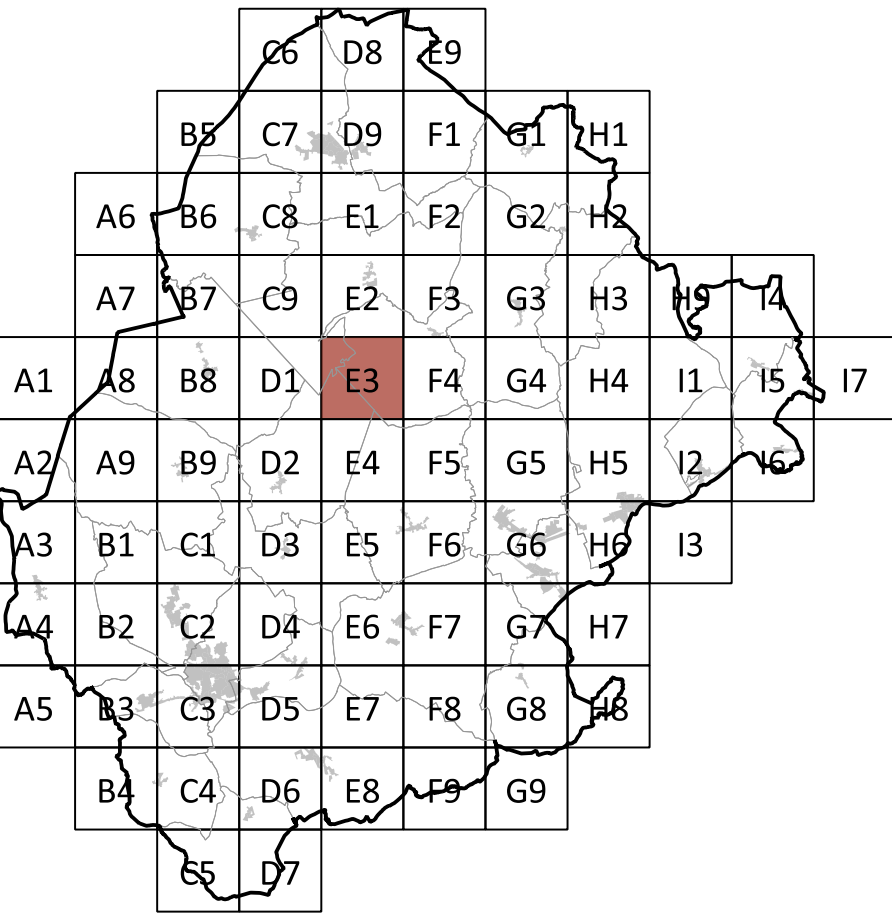 C6 D8 E9
B5 C7 D9 F1 G1 H1
A6 B6 C8 E1 F2 G2 H2
A7 B7 C9 E2 F3 G3 H3 H9 I4
A1 A8 B8 D1 E3 F4 G4 H4 I1 I5 I7
A2 A9 B9 D2 E4 F5 G5 H5 I2 I6
A3 B1 C1 D3 E5 F6 G6 H6 I3
A4 B2 C2 D4 E6 F7 G7 H7
A5 B3 C3 D5 E7 F8 G8 H8
B4 C4 D6 E8 F9 G9
C5 D7